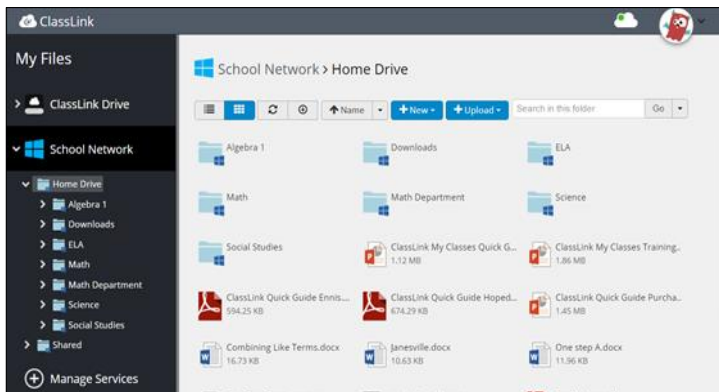 ClassLink
My Files
ClassLink Drive
School Network
Home Drive
Algebra 1
Downloads
ELA
Math
Math Department
Science
Social Studies
Shared
Manage Services
School Network > Home Drive
Name
+New
+Upload
Search in this folder
Go
Algebra 1
Downloads
ELA
Math
Math Department
Science
Social Studies
ClassLink My Classes Quick G...
1.12 MB
ClassLink My Classes Training..
1.86 MB
ClassLink Quick Guide Ennis....
594.25 KB
ClassLink Quick Guide Hoped...
674.29 KB
ClassLink Quick Guide Purcha..
1.45 MB
Combining Like Terms.docx
16.73 KB
Janesville.docx
10.63 KB
One step A.docx
11.96 KB